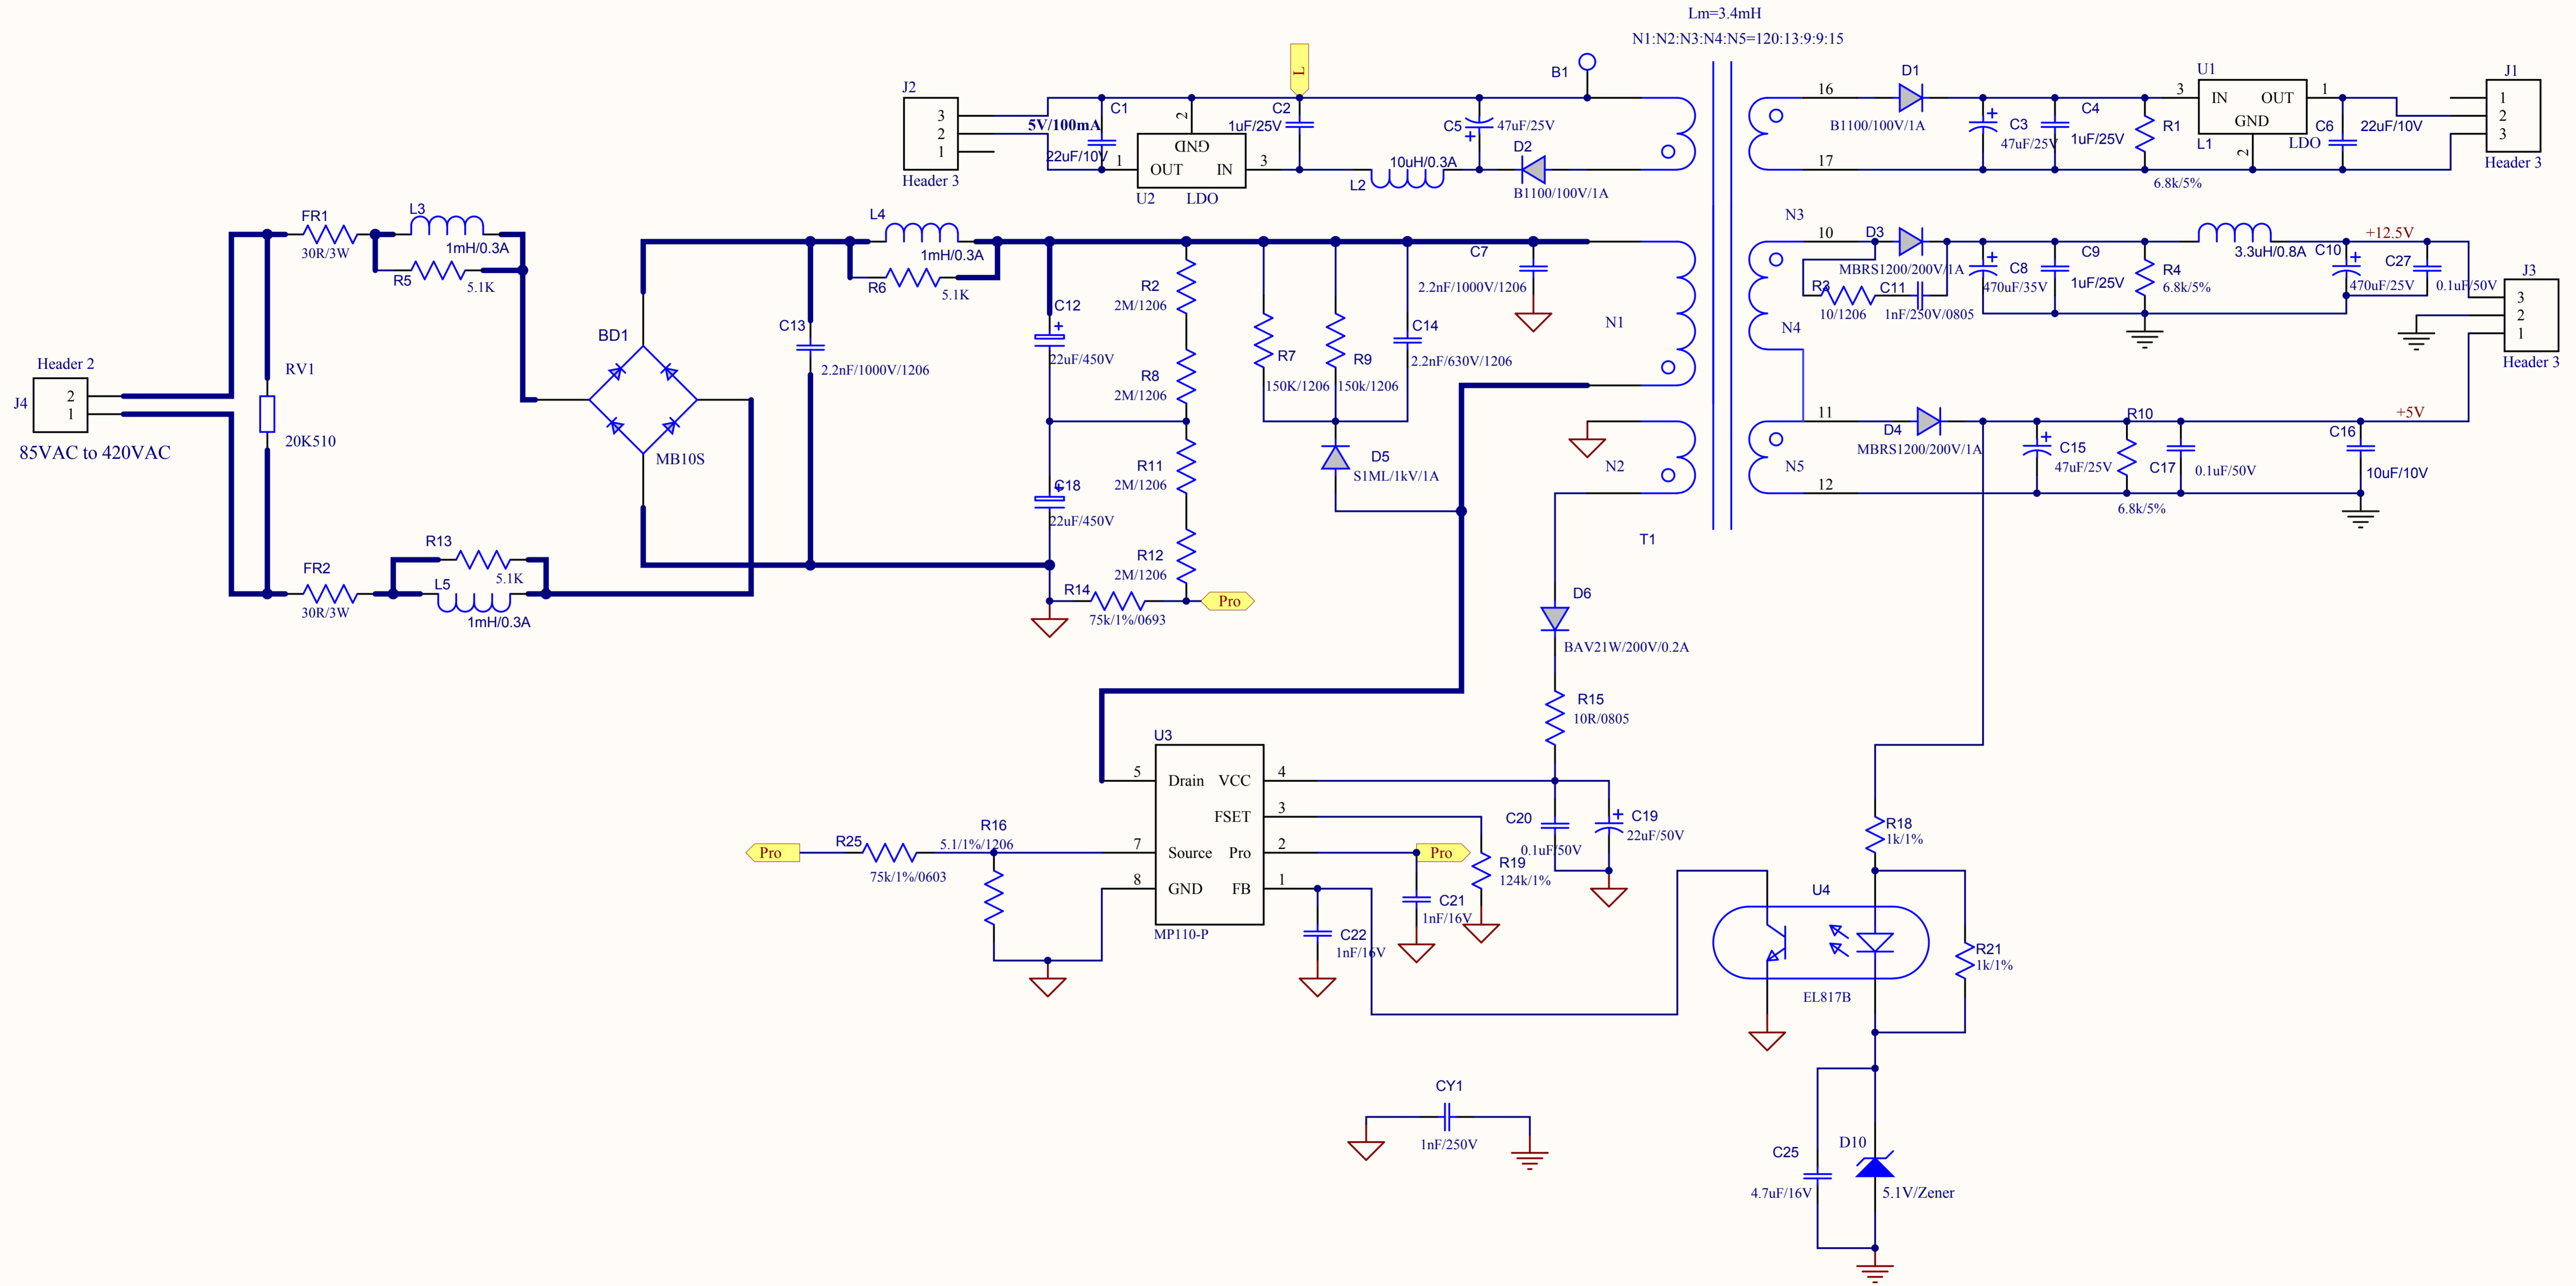 Lm=3.4mH
N1:N2:N3:N4:N5=120:13:9:9:15
L
B1
J2
3
2
1
Header 3
5V/100mA
C1
22uF/10V
2
GND
OUT
IN
1
3
U2
LDO
C2
1uF/25V
C5
47uF/25V
10uH/0.3A
L2
D2
B1100/100V/1A
16
17
D1
B1100/100V/1A
C3
47uF/25V
C4
1uF/25V
R1
6.8k/5%
U1
3
IN
OUT
1
GND
L1
LDO
2
C6
22uF/10V
J1
1
2
3
Header 3
FR1
30R/3W
L3
1mH/0.3A
R5
5.1K
Header 2
J4
2
1
85VAC to 420VAC
RV1
20K510
BD1
MB10S
FR2
30R/3W
R13
5.1K
L5
1mH/0.3A
C13
2.2nF/1000V/1206
L4
1mH/0.3A
R6
5.1K
C12
22uF/450V
C18
22uF/450V
R2
2M/1206
R8
2M/1206
R11
2M/1206
R12
2M/1206
R14
75k/1%/0693
Pro
R7
150K/1206
R9
150k/1206
C14
2.2nF/630V/1206
D5
S1ML/1kV/1A
C7
2.2nF/1000V/1206
N1
N2
T1
N3
N4
N5
10
11
12
D3
MBRS1200/200V/1A
R3
10/1206
C11
1nF/250V/0805
C8
470uF/35V
C9
1uF/25V
R4
6.8k/5%
3.3uH/0.8A
C10
470uF/25V
+12.5V
C27
0.1uF/50V
J3
3
2
1
Header 3
D4
MBRS1200/200V/1A
C15
47uF/25V
R10
6.8k/5%
C17
0.1uF/50V
+5V
C16
10uF/10V
D6
BAV21W/200V/0.2A
R15
10R/0805
U3
5
Drain
VCC
4
FSET
3
7
Source
Pro
2
8
GND
FB
1
MP110-P
Pro
R25
75k/1%/0603
R16
5.1/1%/1206
Pro
C20
0.1uF/50V
C19
22uF/50V
R19
124k/1%
C21
1nF/16V
C22
1nF/16V
R18
1k/1%
U4
EL817B
R21
1k/1%
CY1
1nF/250V
C25
4.7uF/16V
D10
5.1V/Zener